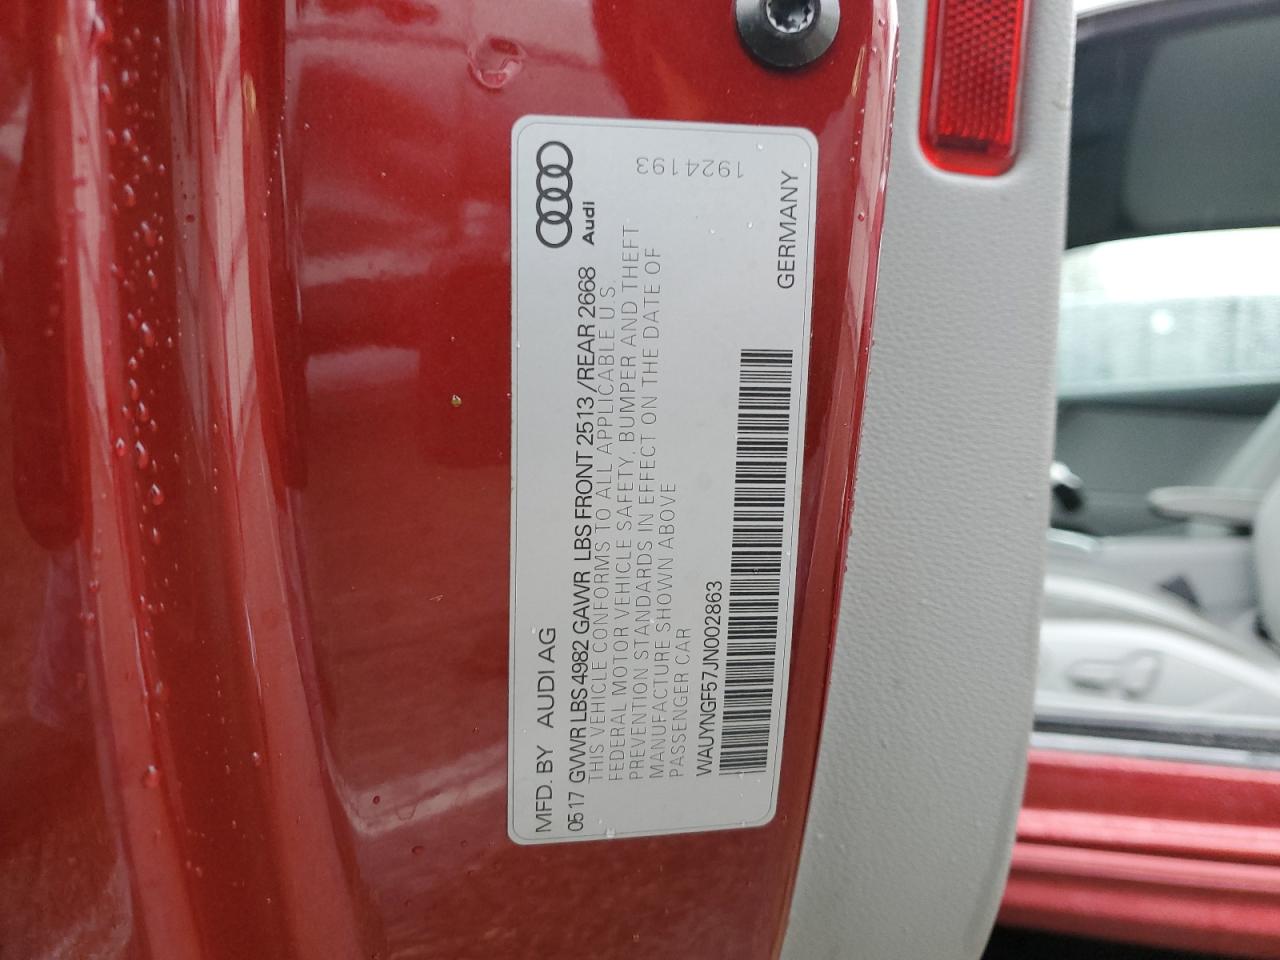 MFD. BY AUDI AG
05 17 GVWR LBS 4982 GAWR LBS FRONT 2513 / REAR 2668
Audi
THIS VEHICLE CONFORMS TO ALL APPLICABLE U.S.
FEDERAL MOTOR VEHICLE SAFETY, BUMPER AND THEFT
PREVENTION STANDARDS IN EFFECT ON THE DATE OF
MANUFACTURE SHOWN ABOVE
PASSENGER CAR
1924193
WAUYNGF57JN002863
GERMANY